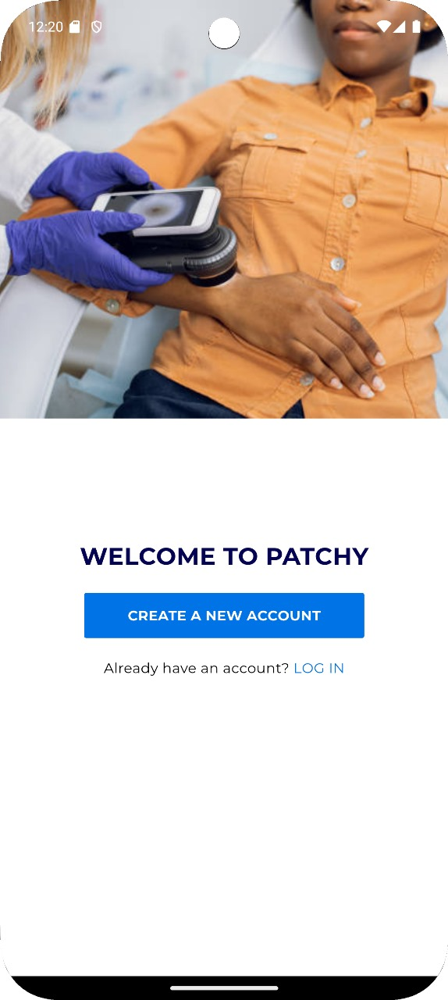 12:20
WELCOME TO PATCHY
CREATE A NEW ACCOUNT
Already have an account? LOG IN